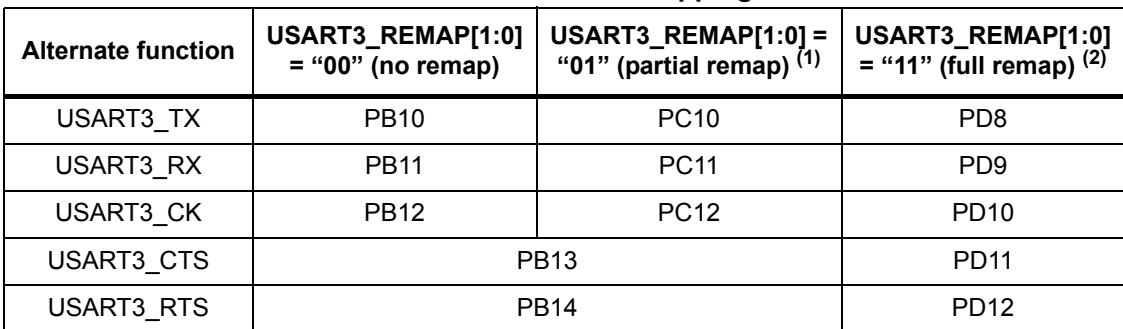 Alternate function USART3_REMAP[1:0] = “00” (no remap) USART3_REMAP[1:0] = “01” (partial remap) (1) USART3_REMAP[1:0] = “11” (full remap) (2)
USART3_TX PB10 PC10 PD8
USART3_RX PB11 PC11 PD9
USART3_CK PB12 PC12 PD10
USART3_CTS PB13 PD11
USART3_RTS PB14 PD12